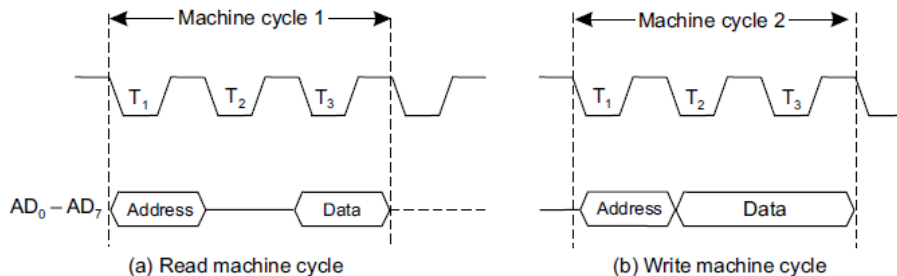 Machine cycle 1
Machine cycle 2
T₁ T₂ T₃
T₁ T₂ T₃
AD₀ – AD₇
Address
Data
Address
Data
(a) Read machine cycle
(b) Write machine cycle